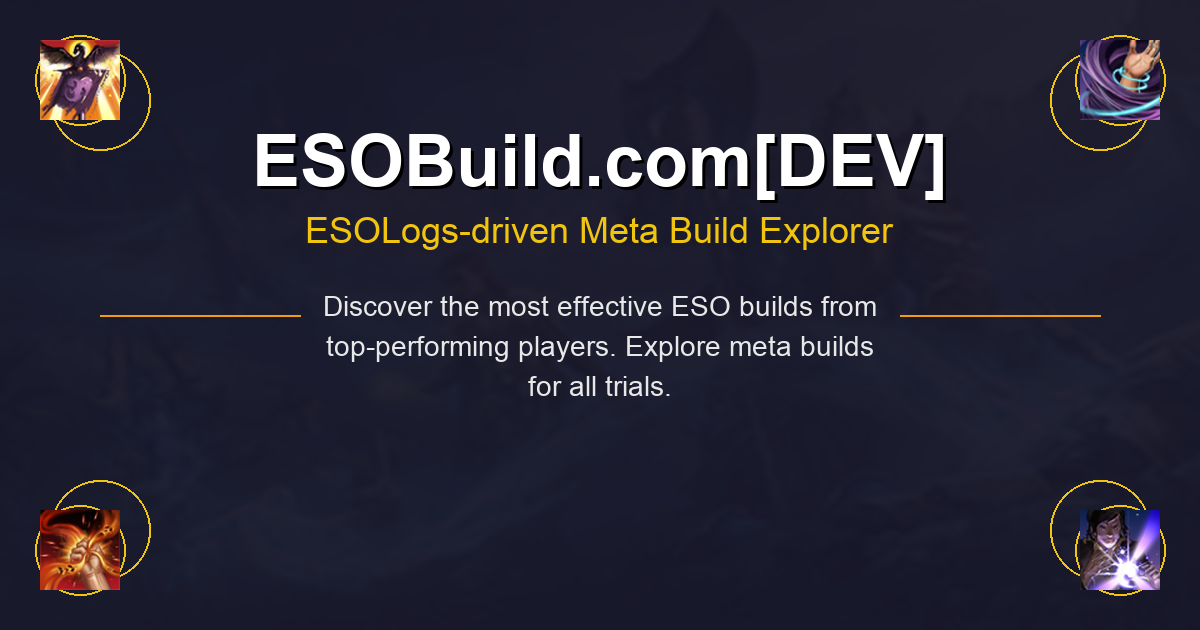 ESOBuild.com[DEV]
ESOLogs-driven Meta Build Explorer
Discover the most effective ESO builds from
top-performing players. Explore meta builds
for all trials.